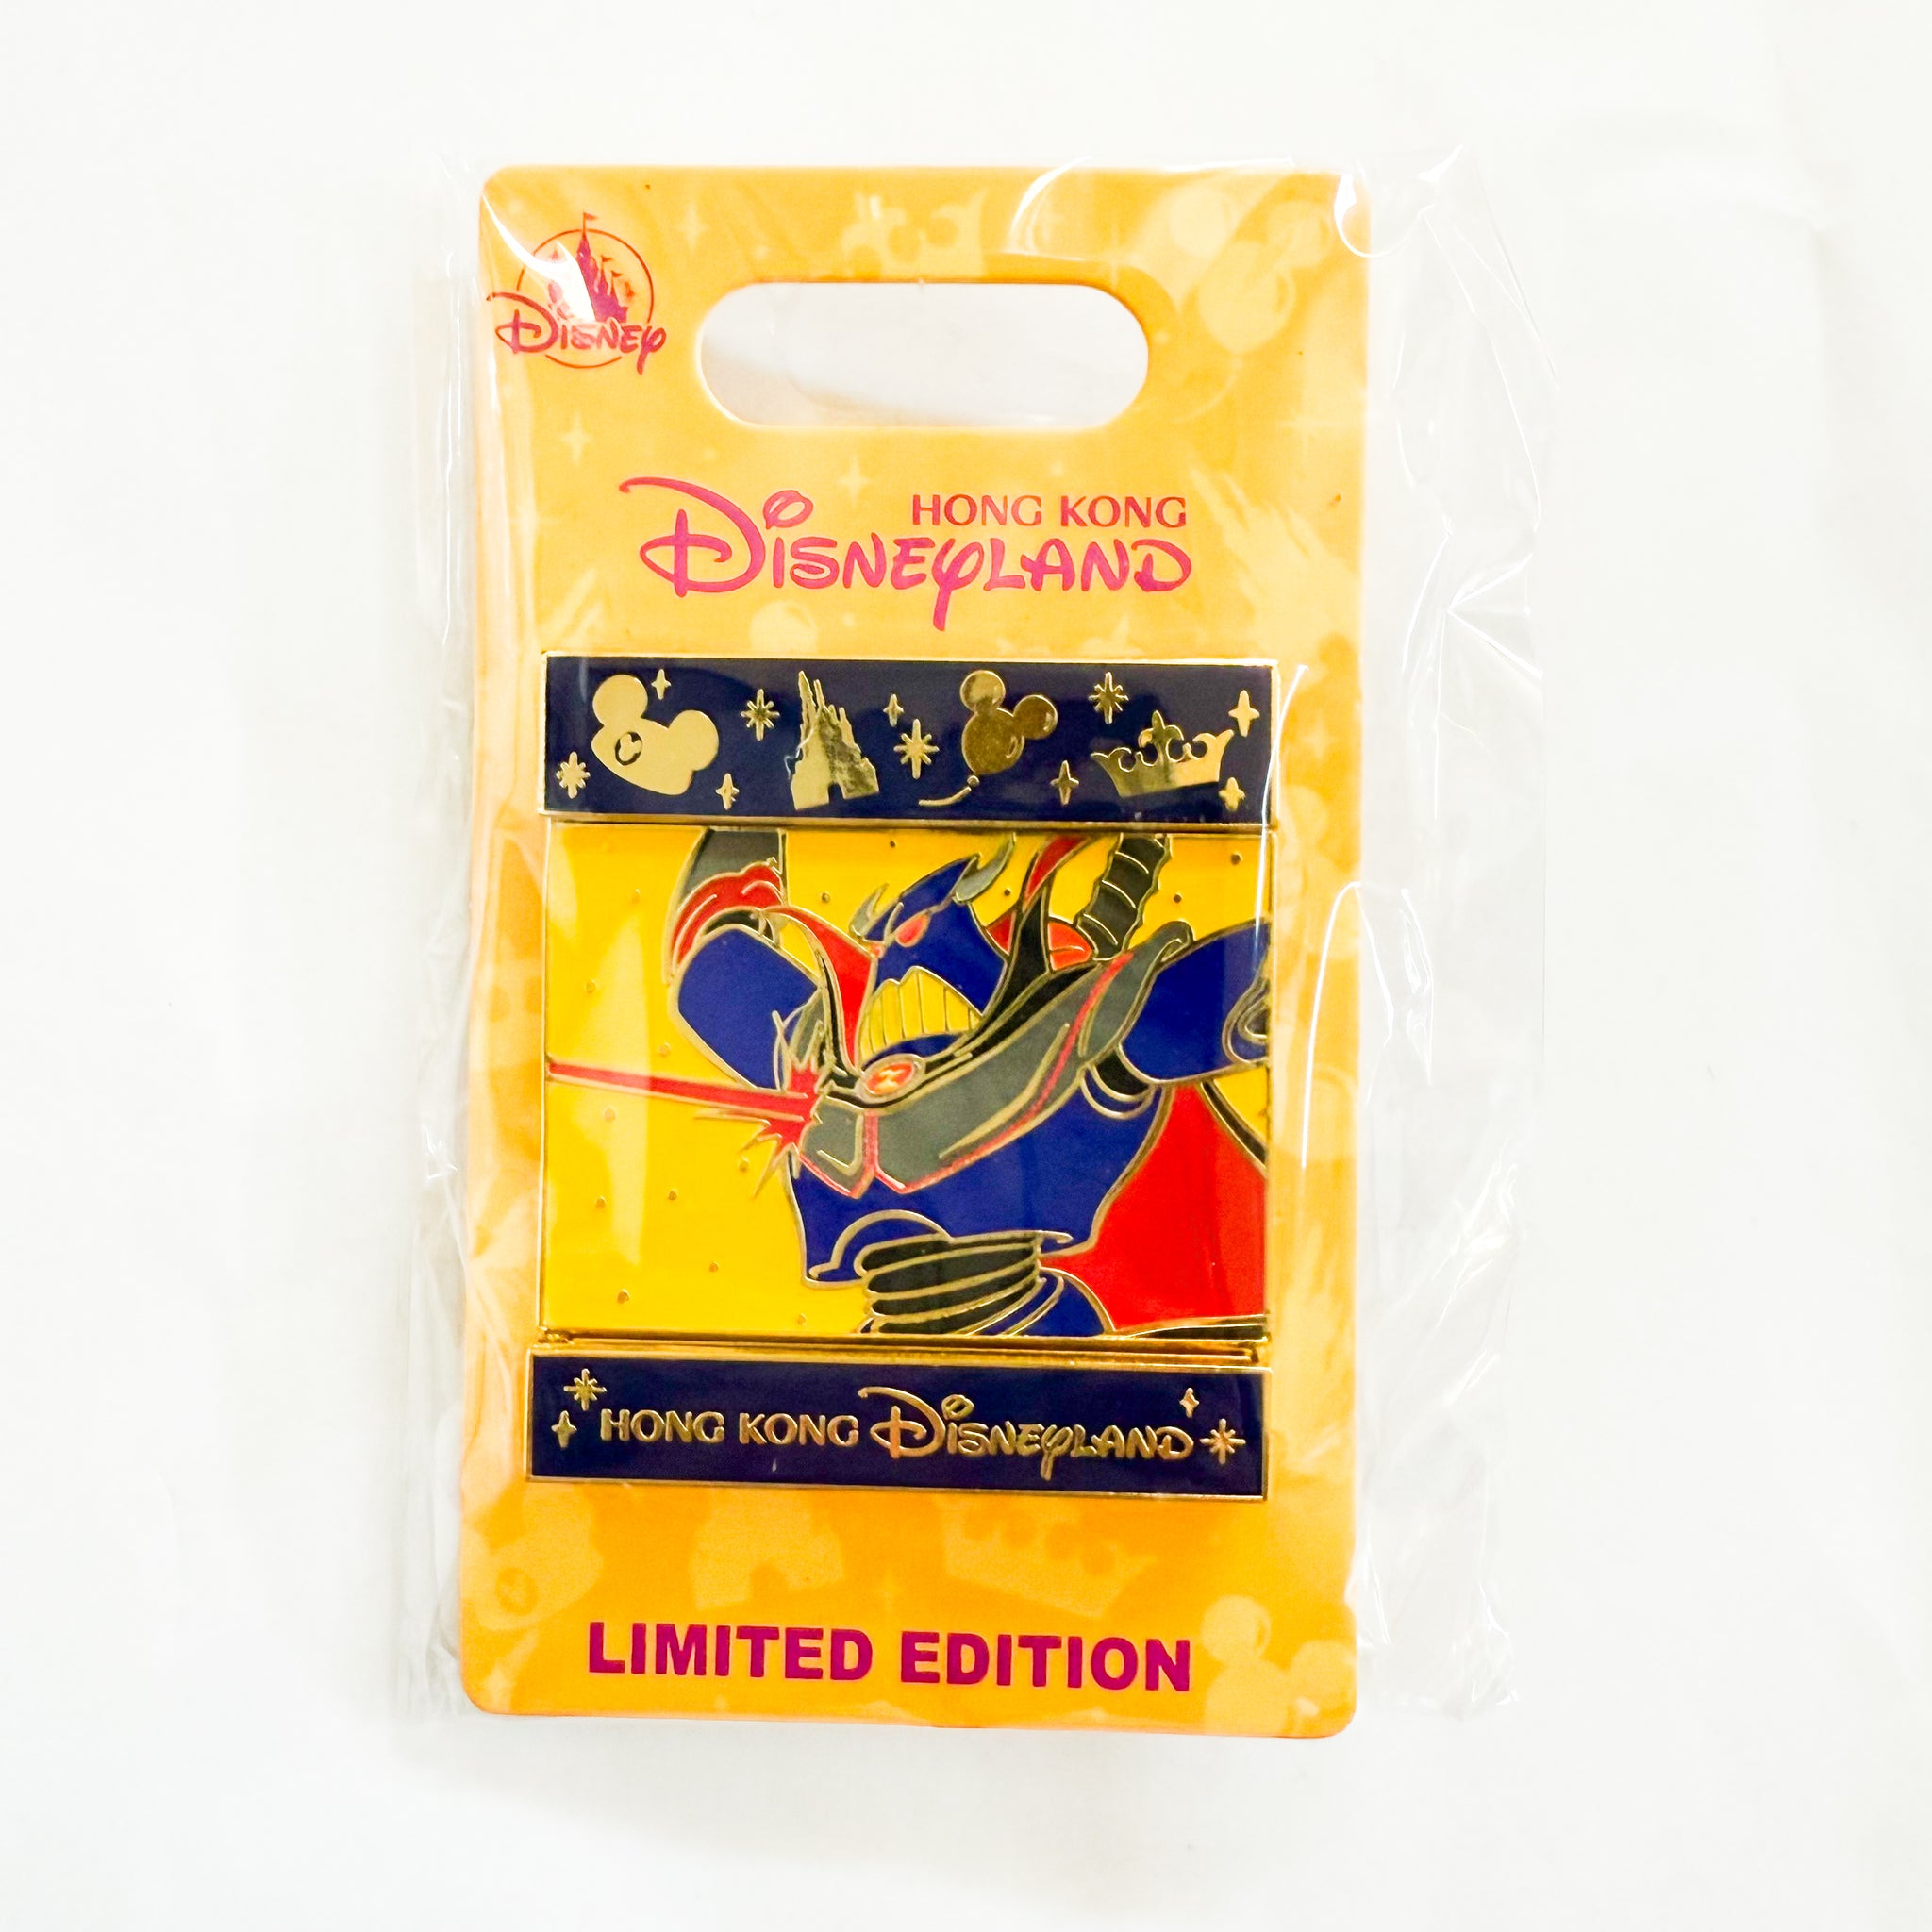 Disney
HONG KONG
Disneyland
Z
HONG KONG Disneyland
LIMITED EDITION